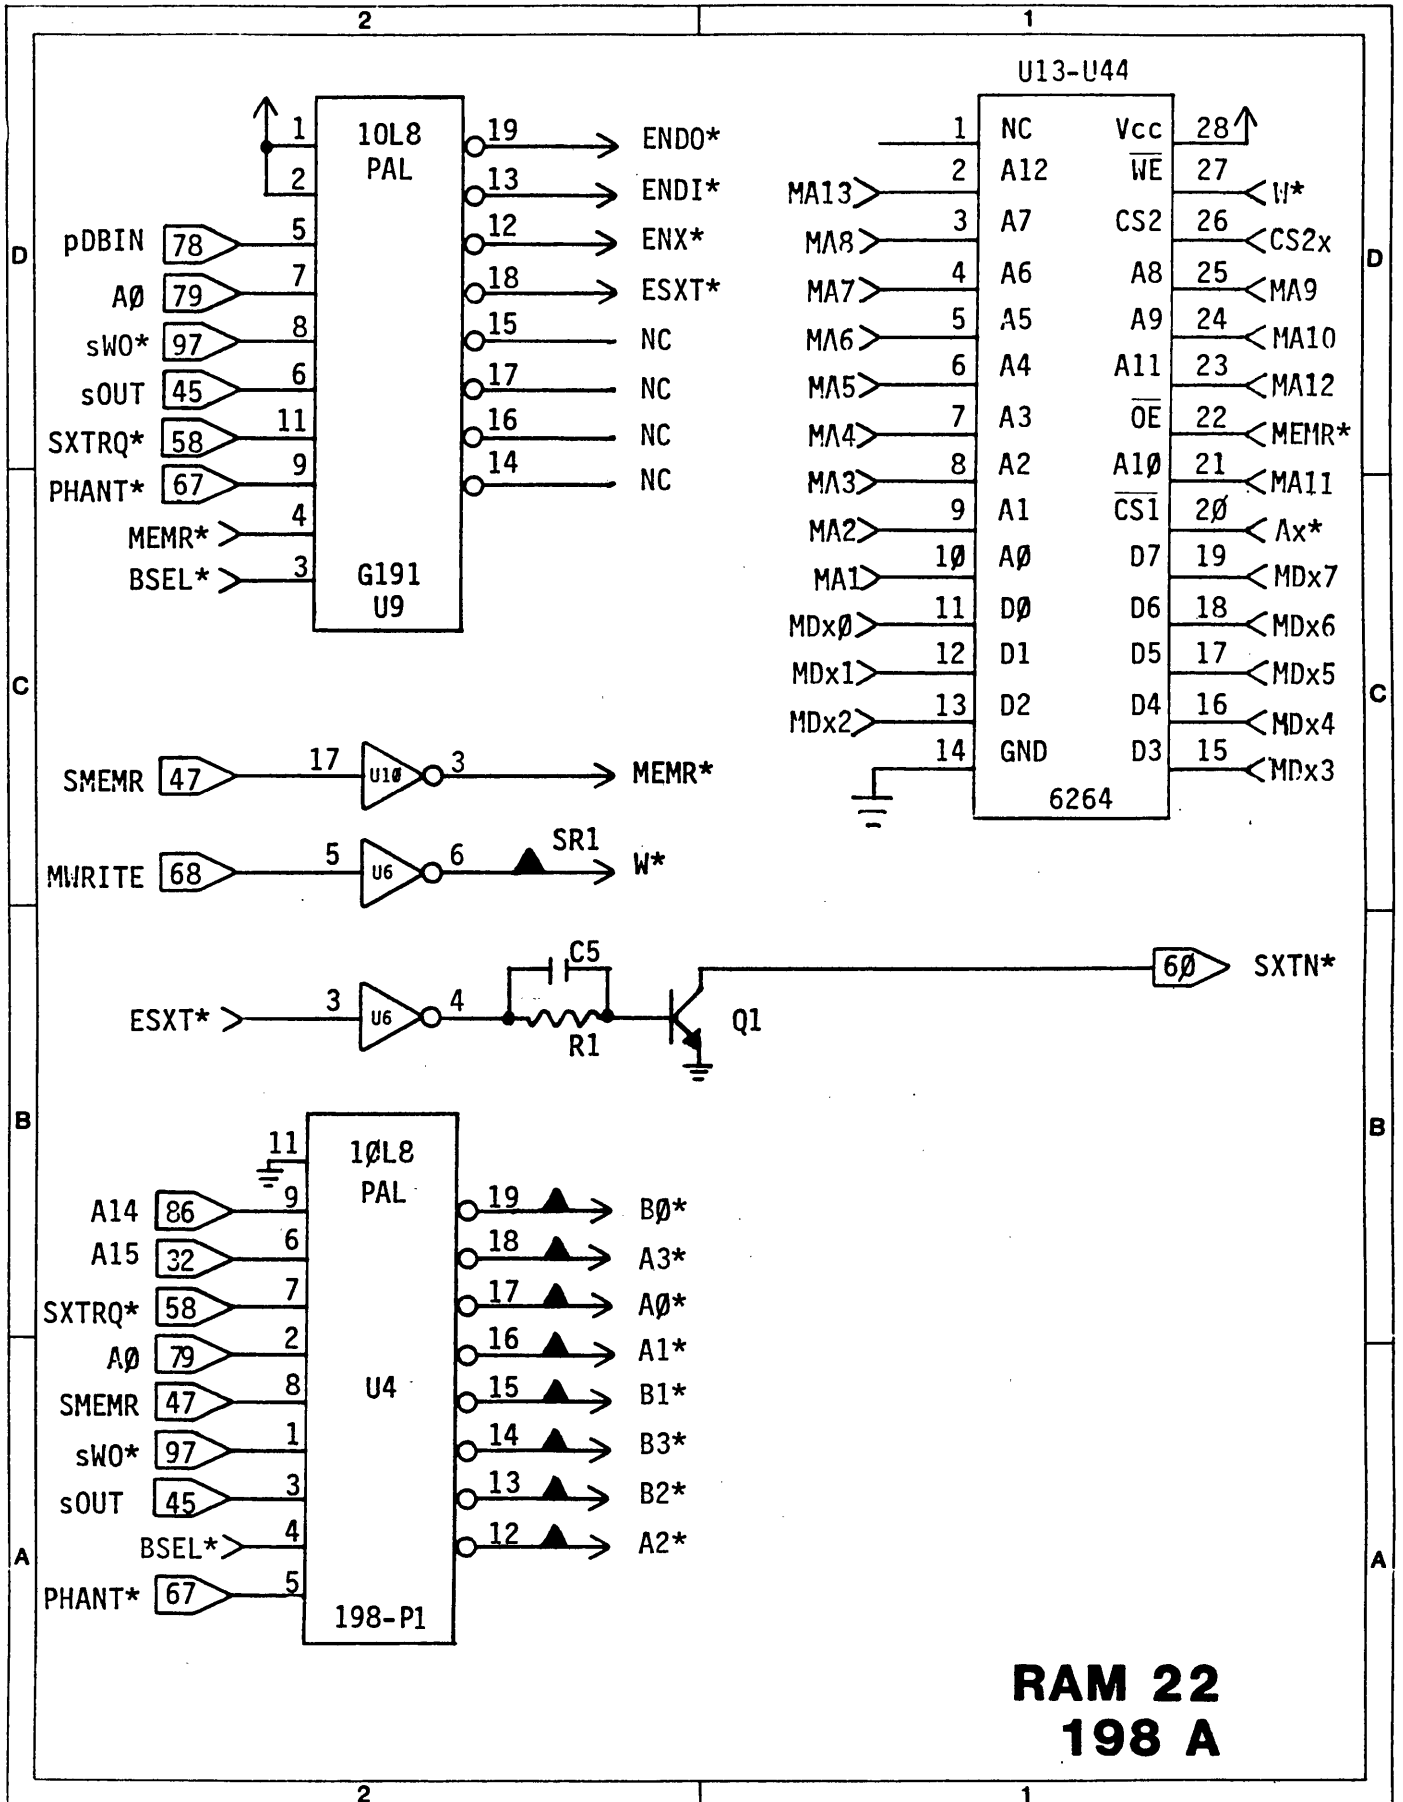 2 1
U13-U44
10L8
PAL
1
2
pDBIN 78 5
AØ 79 7
sWO* 97 8
sOUT 45 6
SXTRQ* 58 11
PHANT* 67 9
MEMR* 4
BSEL* 3
19 ENDO*
13 ENDI*
12 ENX*
18 ESXT*
15 NC
17 NC
16 NC
14 NC
G191
U9
1 NC Vcc 28
MA13 2 A12 WE 27 W*
MA8 3 A7 CS2 26 CS2x
MA7 4 A6 A8 25 MA9
MA6 5 A5 A9 24 MA10
MA5 6 A4 A11 23 MA12
MA4 7 A3 OE 22 MEMR*
MA3 8 A2 A1Ø 21 MA11
MA2 9 A1 CS1 2Ø Ax*
MA1 1Ø AØ D7 19 MDx7
MDxØ 11 DØ D6 18 MDx6
MDx1 12 D1 D5 17 MDx5
MDx2 13 D2 D4 16 MDx4
14 GND D3 15 MDx3
6264
SMEMR 47 17 U1Ø 3 MEMR*
MWRITE 68 5 U6 6 SR1 W*
ESXT* 3 U6 4 C5 R1 Q1 6Ø SXTN*
11 1ØL8
PAL
A14 86 9 19 BØ*
A15 32 6 18 A3*
SXTRQ* 58 7 17 AØ*
AØ 79 2 16 A1*
SMEMR 47 8 U4 15 B1*
sWO* 97 1 14 B3*
sOUT 45 3 13 B2*
BSEL* 4 12 A2*
PHANT* 67 5
198-P1
RAM 22
198 A
D D
C C
B B
A A
2 1